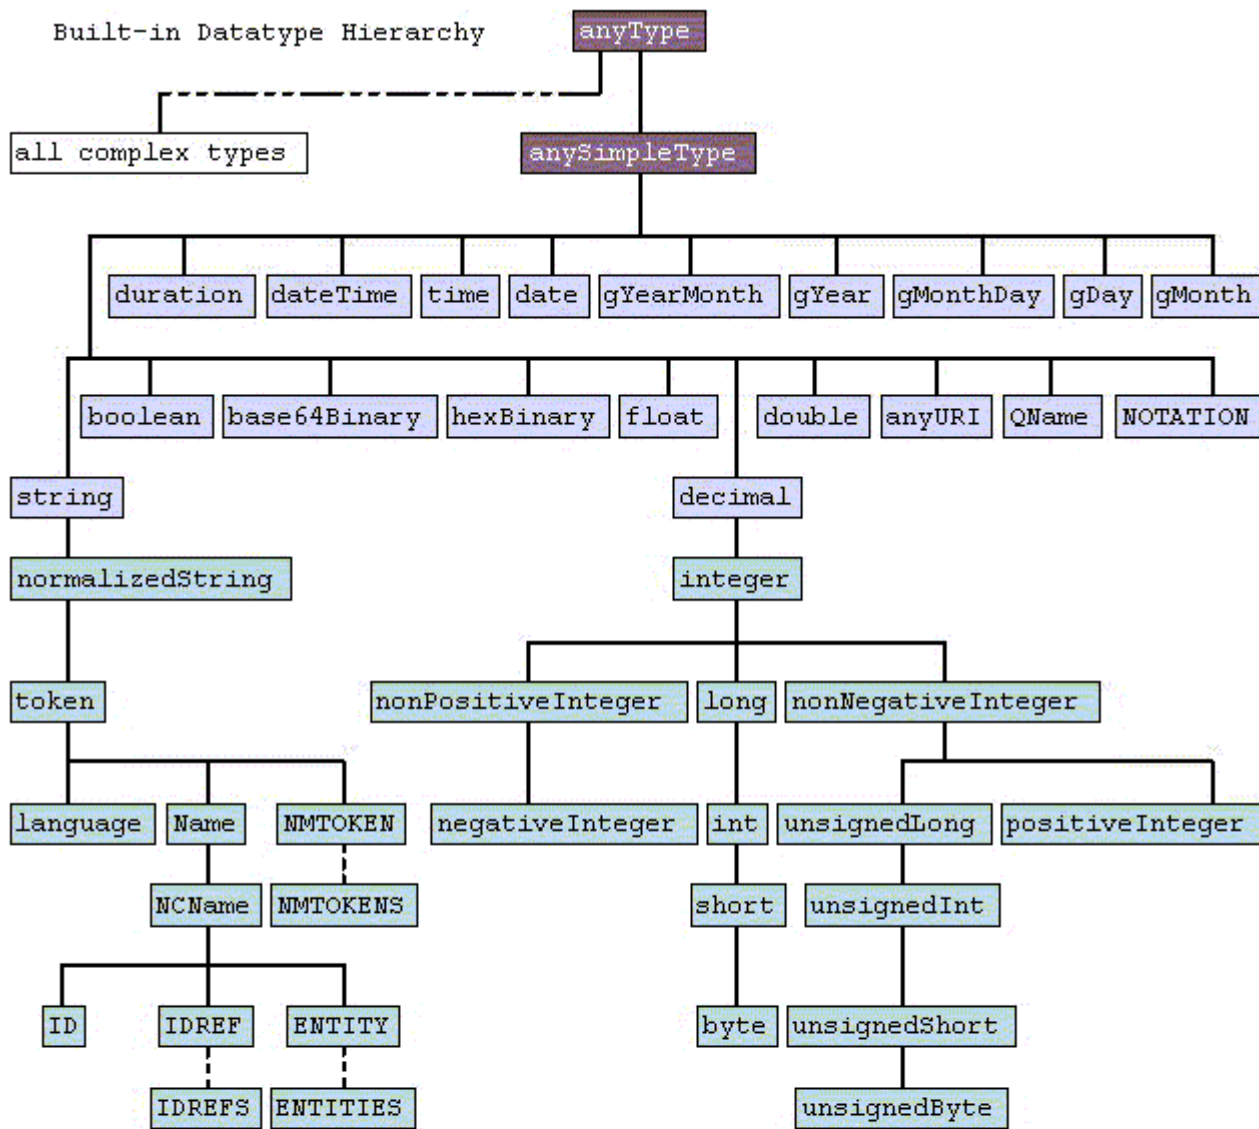 Built-in Datatype Hierarchy anyType
all complex types anySimpleType
duration dateTime time date gYearMonth gYear gMonthDay gDay gMonth
boolean base64Binary hexBinary float double anyURI QName NOTATION
string decimal
normalizedString integer
token nonPositiveInteger long nonNegativeInteger
language Name NMTOKEN negativeInteger int unsignedLong positiveInteger
NCName NMTOKENS short unsignedInt
ID IDREF ENTITY byte unsignedShort
IDREFS ENTITIES unsignedByte